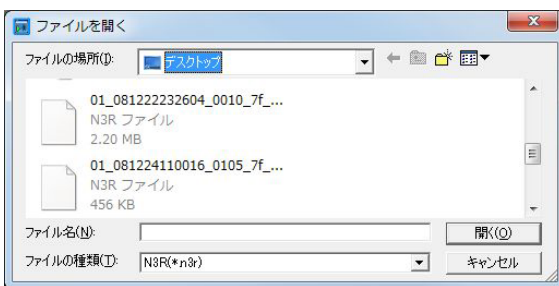 ファイルを開く
ファイルの場所(I):
デスクトップ
01_081222232604_0010_7f_...
N3R ファイル
2.20 MB
01_081224110016_0105_7f_...
N3R ファイル
456 KB
ファイル名(N):
開く(O)
ファイルの種類(T):
N3R(*n3r)
キャンセル